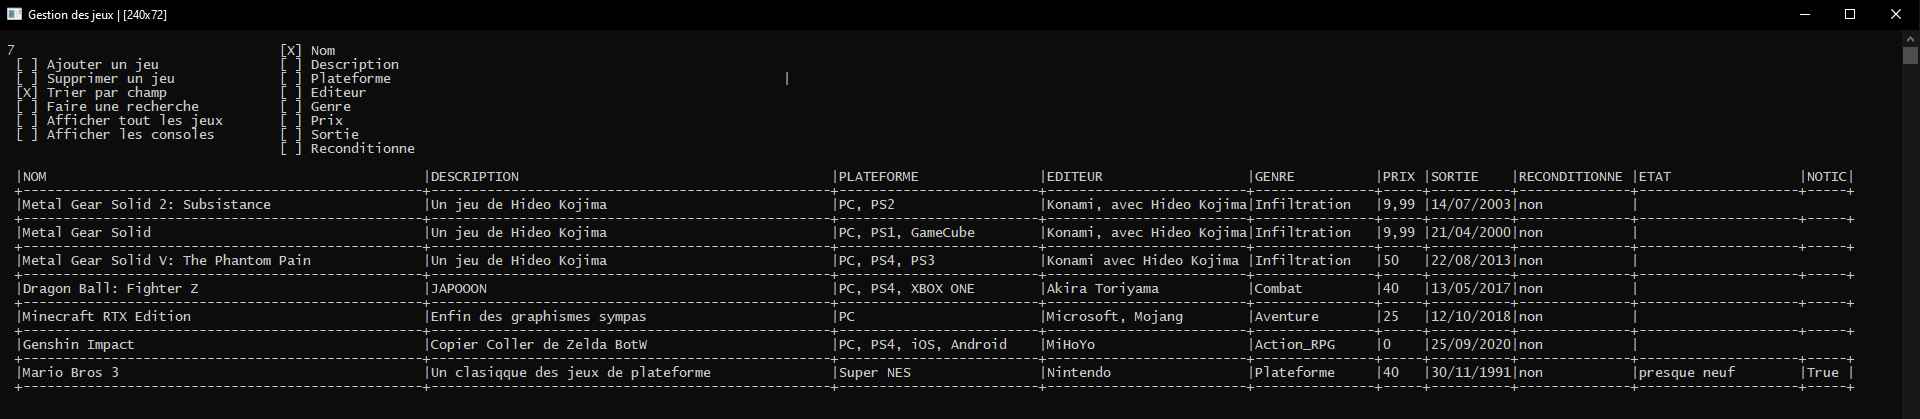 Gestion des jeux | [240x72]
7 [X] Nom
[ ] Ajouter un jeu [ ] Description
[ ] Supprimer un jeu [ ] Plateforme |
[X] Trier par champ [ ] Editeur
[ ] Faire une recherche [ ] Genre
[ ] Afficher tout les jeux [ ] Prix
[ ] Afficher les consoles [ ] Sortie
[ ] Reconditionne
|NOM |DESCRIPTION |PLATEFORME |EDITEUR |GENRE |PRIX |SORTIE |RECONDITIONNE |ETAT |NOTIC|
|Metal Gear Solid 2: Subsistance |Un jeu de Hideo Kojima |PC, PS2 |Konami, avec Hideo Kojima|Infiltration |9,99 |14/07/2003|non |
|Metal Gear Solid |Un jeu de Hideo Kojima |PC, PS1, GameCube |Konami, avec Hideo Kojima|Infiltration |9,99 |21/04/2000|non |
|Metal Gear Solid V: The Phantom Pain |Un jeu de Hideo Kojima |PC, PS4, PS3 |Konami avec Hideo Kojima |Infiltration |50 |22/08/2013|non |
|Dragon Ball: Fighter Z |JAPOOON |PC, PS4, XBOX ONE |Akira Toriyama |Combat |40 |13/05/2017|non |
|Minecraft RTX Edition |Enfin des graphismes sympas |PC |Microsoft, Mojang |Aventure |25 |12/10/2018|non |
|Genshin Impact |Copier Coller de Zelda BotW |PC, PS4, iOS, Android |MiHoYo |Action_RPG |0 |25/09/2020|non |
|Mario Bros 3 |Un clasiqque des jeux de plateforme |Super NES |Nintendo |Plateforme |40 |30/11/1991|non |presque neuf |True |